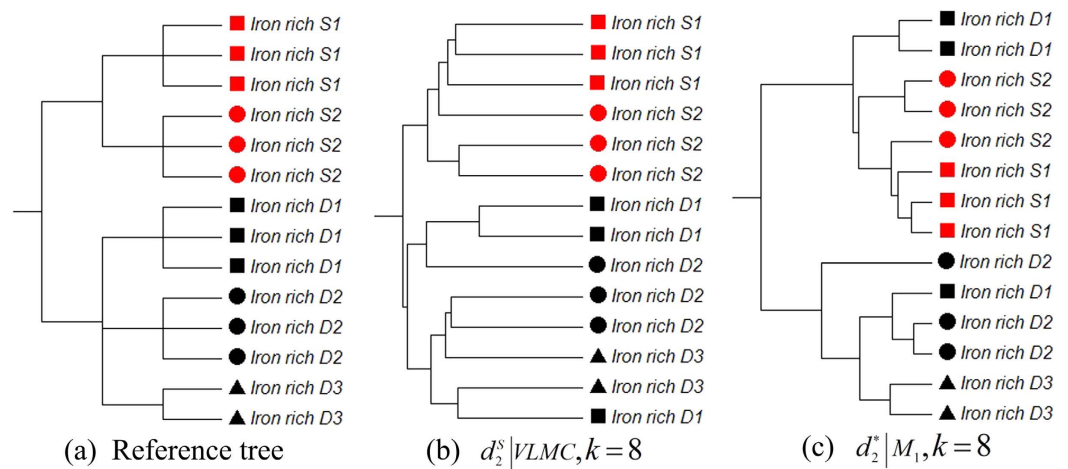 Iron rich S1
Iron rich S1
Iron rich S1
Iron rich S2
Iron rich S2
Iron rich S2
Iron rich D1
Iron rich D1
Iron rich D1
Iron rich D2
Iron rich D2
Iron rich D2
Iron rich D3
Iron rich D3
(a) Reference tree
Iron rich S1
Iron rich S1
Iron rich S1
Iron rich S2
Iron rich S2
Iron rich S2
Iron rich D1
Iron rich D1
Iron rich D2
Iron rich D2
Iron rich D2
Iron rich D3
Iron rich D3
Iron rich D1
(b) d₂ˢ|VLMC, k = 8
Iron rich D1
Iron rich D1
Iron rich S2
Iron rich S2
Iron rich S2
Iron rich S1
Iron rich S1
Iron rich S1
Iron rich D2
Iron rich D1
Iron rich D2
Iron rich D2
Iron rich D3
Iron rich D3
(c) d₂*|M₁, k = 8